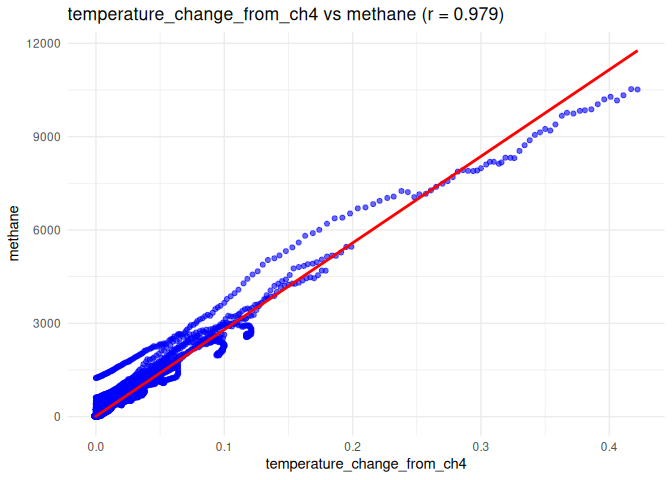 temperature_change_from_ch4 vs methane (r = 0.979)
12000
9000
6000
3000
0
methane
0.0 0.1 0.2 0.3 0.4
temperature_change_from_ch4